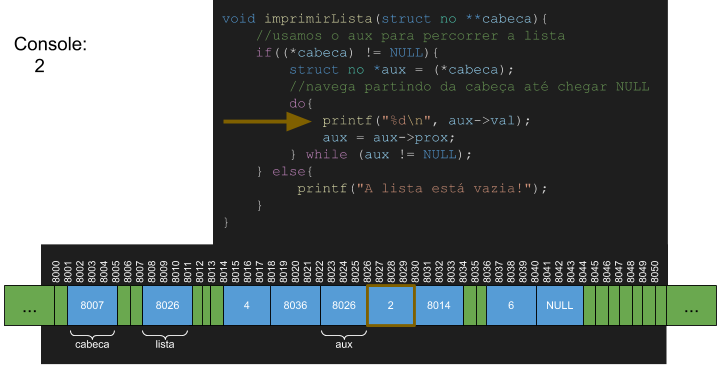 Console:
2
void imprimirLista(struct no **cabeca){
//usamos o aux para percorrer a lista
if((*cabeca) != NULL){
struct no *aux = (*cabeca);
//navega partindo da cabeça até chegar NULL
do{
printf("%d\n", aux->val);
aux = aux->prox;
} while (aux != NULL);
} else{
printf("A lista está vazia!");
}
}
8000 8001 8002 8003 8004 8005 8006 8007 8008 8009 8010 8011 8012 8013 8014 8015 8016 8017 8018 8019 8020 8021 8022 8023 8024 8025 8026 8027 8028 8029 8030 8031 8032 8033 8034 8035 8036 8037 8038 8039 8040 8041 8042 8043 8044 8045 8046 8047 8048 8049 8050
... 8007 8026 4 8036 8026 2 8014 6 NULL ...
cabeca lista aux